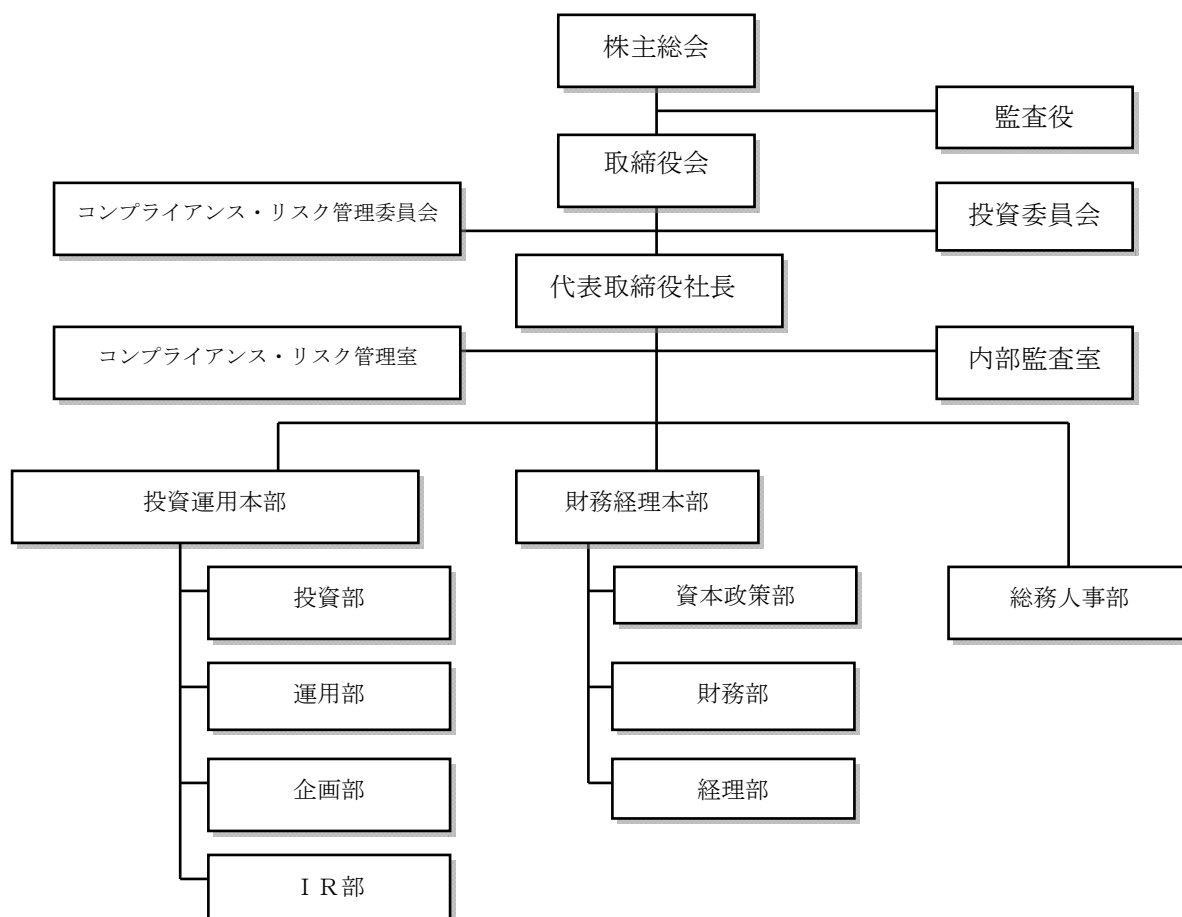 株主総会
監査役
取締役会
コンプライアンス・リスク管理委員会
投資委員会
代表取締役社長
コンプライアンス・リスク管理室
内部監査室
投資運用本部
財務経理本部
投資部
資本政策部
総務人事部
運用部
財務部
企画部
経理部
ＩＲ部